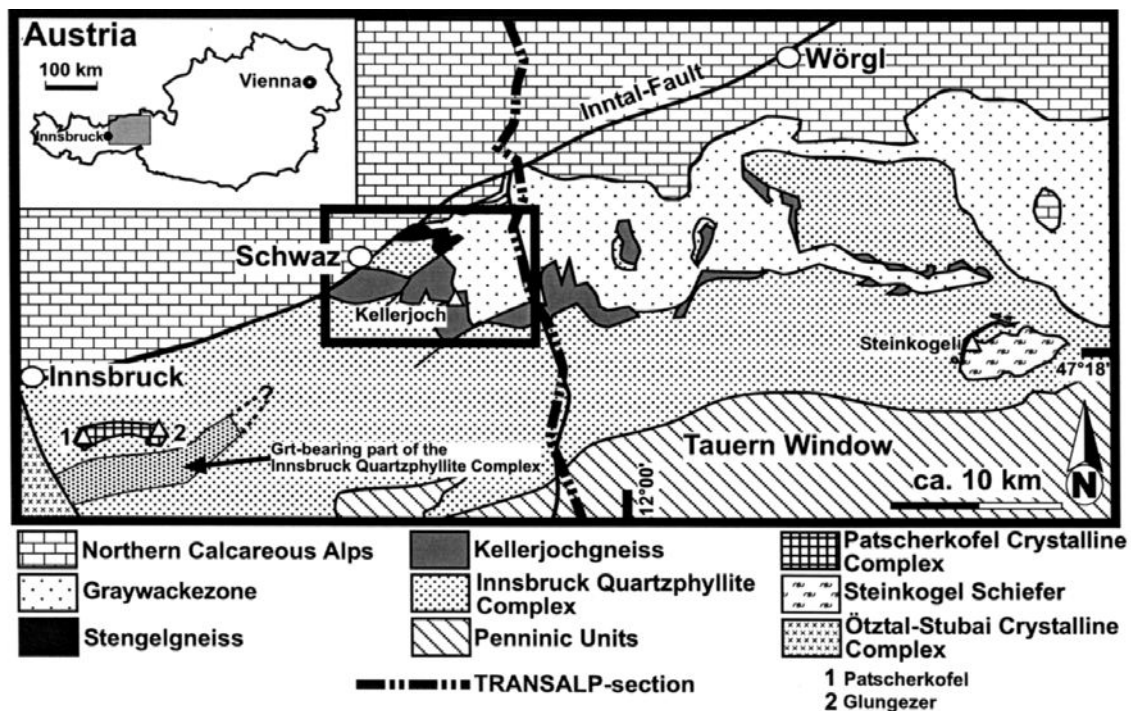 Austria
100 km
Vienna
Innsbruck
Wörgl
Inntal-Fault
Schwaz
Kellerjoch
Steinkogel
47°18'
Innsbruck
1
2
?
Grt-bearing part of the
Innsbruck Quartzphyllite Complex
Tauern Window
12°00'
ca. 10 km
N
Northern Calcareous Alps
Graywackezone
Stengelgneiss
Kellerjochgneiss
Innsbruck Quartzphyllite
Complex
Penninic Units
Patscherkofel Crystalline
Complex
Steinkogel Schiefer
Ötztal-Stubai Crystalline
Complex
TRANSALP-section
1 Patscherkofel
2 Glungezer